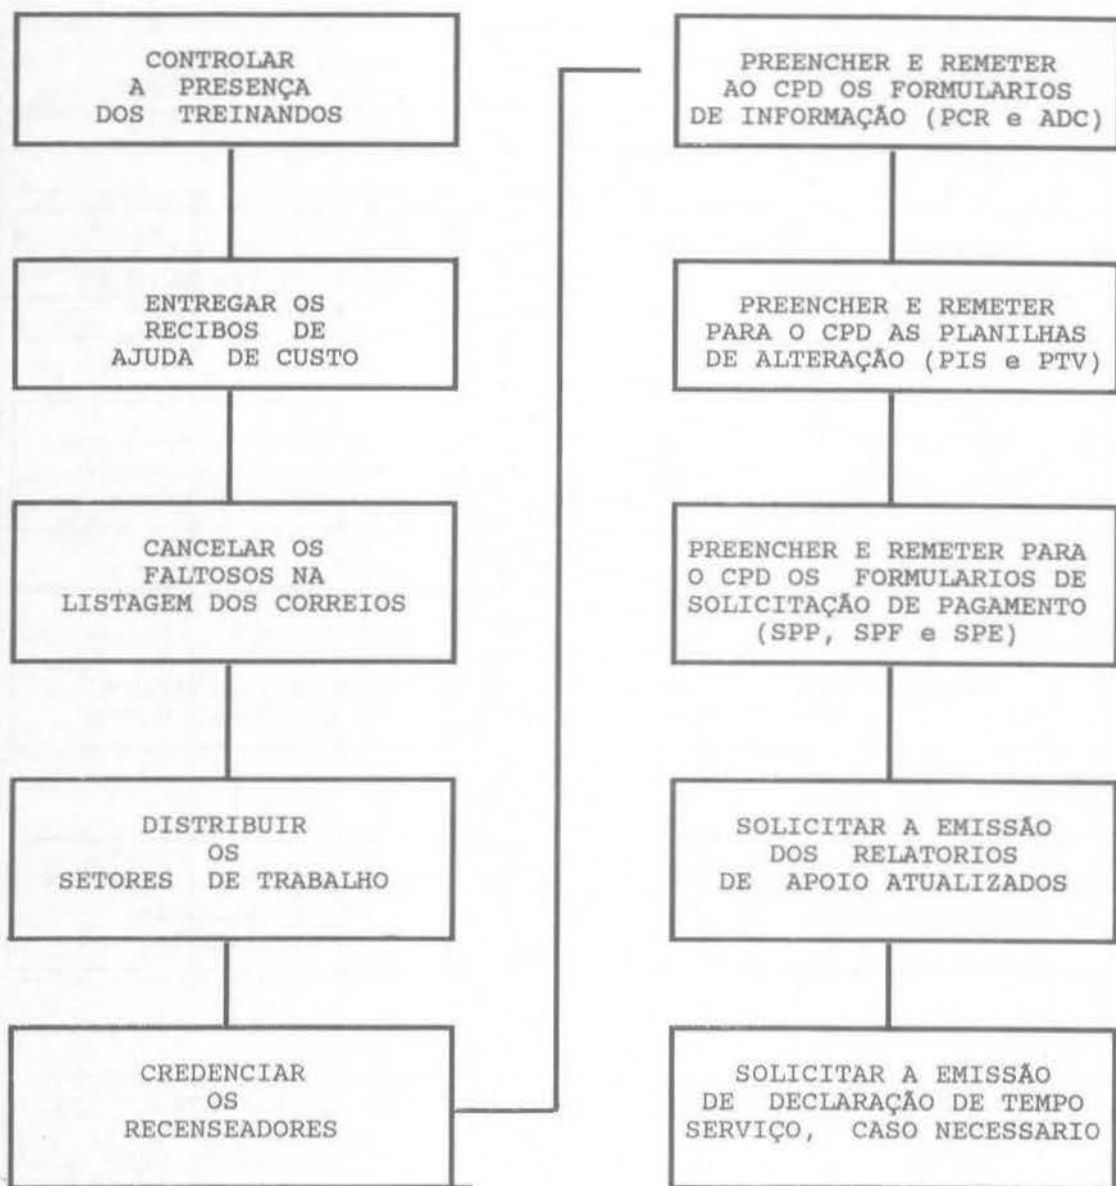 CONTROLAR
A PRESENÇA
DOS TREINANDOS
ENTREGAR OS
RECIBOS DE
AJUDA DE CUSTO
CANCELAR OS
FALTOSOS NA
LISTAGEM DOS CORREIOS
DISTRIBUIR
OS
SETORES DE TRABALHO
CREDENCIAR
OS
RECENSEADORES
PREENCHER E REMETER
AO CPD OS FORMULARIOS
DE INFORMAÇÃO (PCR e ADC)
PREENCHER E REMETER
PARA O CPD AS PLANILHAS
DE ALTERAÇÃO (PIS e PTV)
PREENCHER E REMETER PARA
O CPD OS FORMULARIOS DE
SOLICITAÇÃO DE PAGAMENTO
(SPP, SPF e SPE)
SOLICITAR A EMISSÃO
DOS RELATORIOS
DE APOIO ATUALIZADOS
SOLICITAR A EMISSÃO
DE DECLARAÇÃO DE TEMPO
SERVIÇO, CASO NECESSARIO